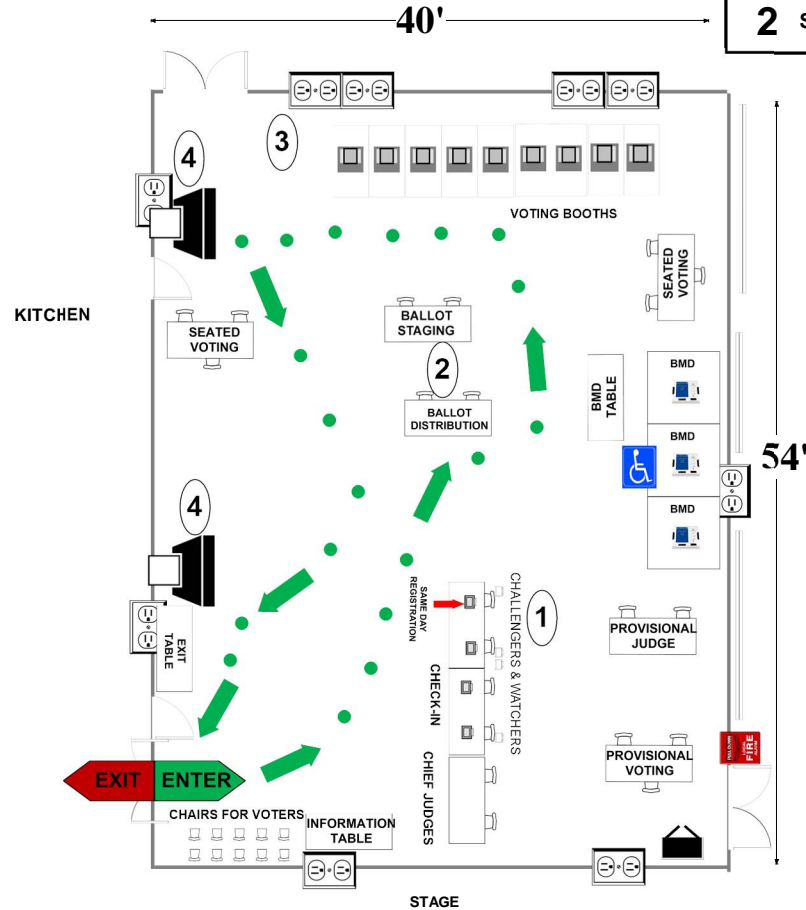 40'
2 S
3
4
VOTING BOOTHS
KITCHEN
SEATED
VOTING
BALLOT
STAGING
SEATED
VOTING
2
BMD
BMD
TABLE
BALLOT
DISTRIBUTION
BMD
54'
4
BMD
SAME DAY
REGISTRATION
CHALLENGERS & WATCHERS
1
EXIT
TABLE
PROVISIONAL
JUDGE
CHECK-IN
FIRE
EXIT
ENTER
PROVISIONAL
VOTING
CHIEF JUDGES
CHAIRS FOR VOTERS
INFORMATION
TABLE
STAGE